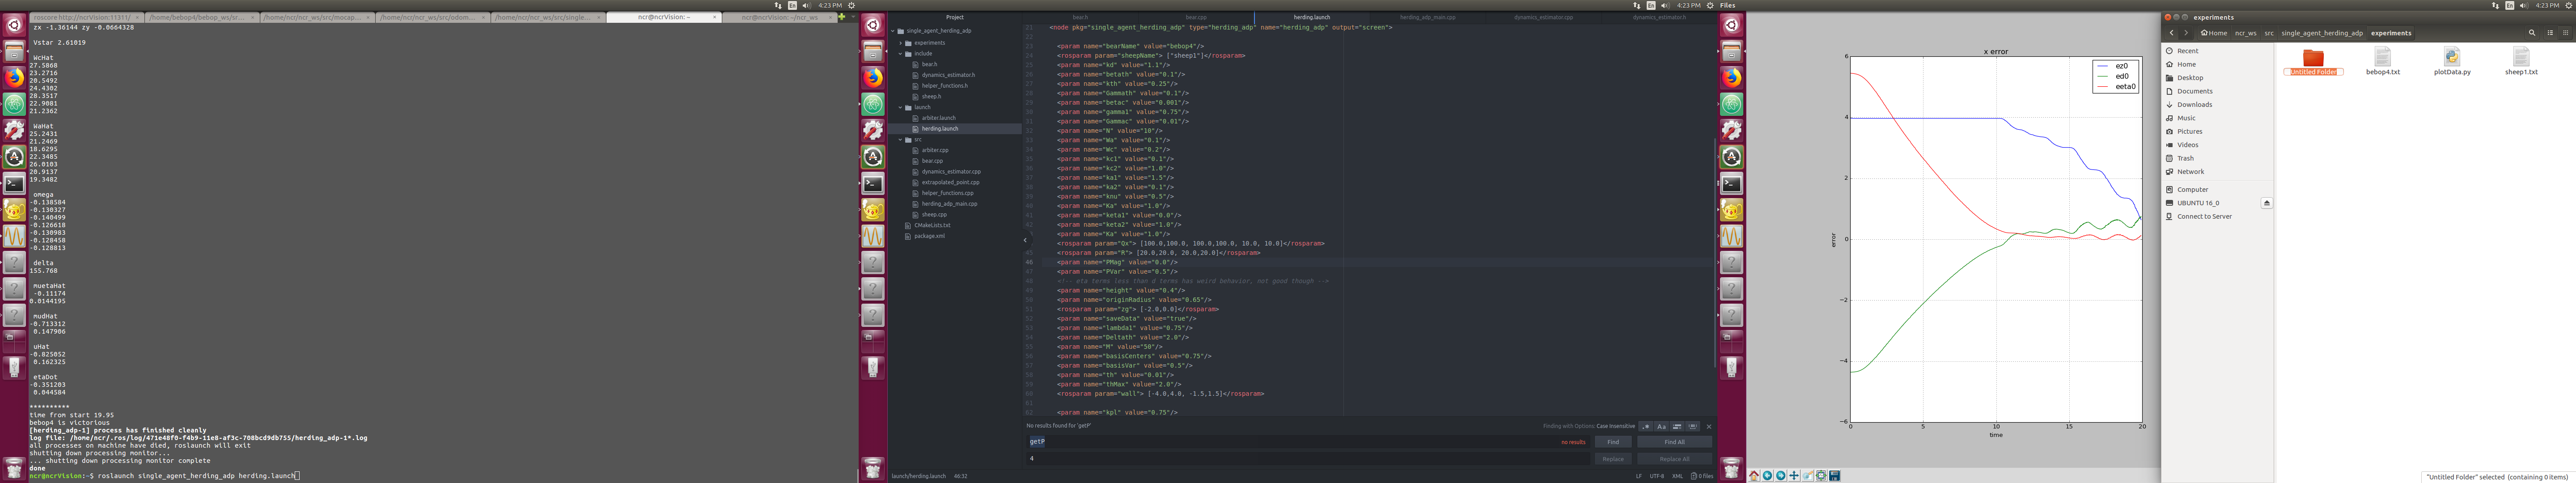 roscore http://ncrVision:11311/
/home/bebop4/bebop_ws/sr...
/home/ncr/ncr_ws/src/mocap...
/home/ncr/ncr_ws/src/odom...
/home/ncr/ncr_ws/src/single...
ncr@ncrVision: ~
ncr@ncrVision: ~/ncr_ws
En
4:23 PM
zx -1.36144 zy -0.0664328
Vstar 2.61019
WcHat
27.5868
23.2716
20.5492
24.4302
28.3517
22.9081
21.2362
WaHat
25.2431
21.2469
18.6295
22.3485
26.0103
20.9137
19.3482
omega
-0.138584
-0.130327
-0.140499
-0.126618
-0.130983
-0.128458
-0.128813
delta
155.768
muetaHat
-0.11174
0.0144195
mudHat
-0.713312
0.147906
uHat
-0.825052
0.162325
etaDot
-0.351203
0.044584
**********
time from start 19.95
bebop4 is victorious
[herding_adp-1] process has finished cleanly
log file: /home/ncr/.ros/log/471e48f0-f4b9-11e8-af3c-708bcd9db755/herding_adp-1*.log
all processes on machine have died, roslaunch will exit
shutting down processing monitor...
... shutting down processing monitor complete
done
ncr@ncrVision:~$ roslaunch single_agent_herding_adp herding.launch
En
4:23 PM
Project
single_agent_herding_adp
experiments
include
bear.h
dynamics_estimator.h
helper_functions.h
sheep.h
launch
arbiter.launch
herding.launch
src
arbiter.cpp
bear.cpp
dynamics_estimator.cpp
extrapolated_point.cpp
helper_functions.cpp
herding_adp_main.cpp
sheep.cpp
CMakeLists.txt
package.xml
bear.h
bear.cpp
herding.launch
herding_adp_main.cpp
dynamics_estimator.cpp
dynamics_estimator.h
<node pkg="single_agent_herding_adp" type="herding_adp" name="herding_adp" output="screen">
<param name="bearName" value="bebop4"/>
<rosparam param="sheepName"> ["sheep1"]</rosparam>
<param name="kd" value="1.1"/>
<param name="betath" value="0.1"/>
<param name="kth" value="0.25"/>
<param name="Gammath" value="0.1"/>
<param name="betac" value="0.001"/>
<param name="gamma1" value="0.75"/>
<param name="Gammac" value="0.01"/>
<param name="N" value="10"/>
<param name="Wa" value="0.1"/>
<param name="Wc" value="0.2"/>
<param name="kc1" value="0.1"/>
<param name="kc2" value="1.0"/>
<param name="ka1" value="1.5"/>
<param name="ka2" value="0.1"/>
<param name="knu" value="0.5"/>
<param name="Ka" value="1.0"/>
<param name="keta1" value="0.0"/>
<param name="keta2" value="1.0"/>
<param name="Ka" value="1.0"/>
<rosparam param="Qx"> [100.0,100.0, 100.0,100.0, 10.0, 10.0]</rosparam>
<rosparam param="R"> [20.0,20.0, 20.0,20.0]</rosparam>
<param name="PMag" value="0.0"/>
<param name="PVar" value="0.5"/>
<!-- eta terms less than d terms has weird behavior, not good though -->
<param name="height" value="0.4"/>
<param name="originRadius" value="0.65"/>
<rosparam param="zg"> [-2.0,0.0]</rosparam>
<param name="saveData" value="true"/>
<param name="lambda1" value="0.75"/>
<param name="Deltath" value="2.0"/>
<param name="M" value="50"/>
<param name="basisCenters" value="0.75"/>
<param name="basisVar" value="0.5"/>
<param name="th" value="0.01"/>
<param name="thMax" value="2.0"/>
<rosparam param="wall"> [-4.0,4.0, -1.5,1.5]</rosparam>
<param name="kpl" value="0.75"/>
No results found for 'getP'
Finding with Options: Case Insensitive
getP
no results
Find
Find All
4
Replace
Replace All
launch/herding.launch
46:32
LF
UTF-8
XML
0 files
Files
En
4:23 PM
x error
ez0
ed0
eeta0
6
4
2
0
−2
−4
−6
error
0
5
10
15
20
time
experiments
Home
ncr_ws
src
single_agent_herding_adp
experiments
Recent
Home
Desktop
Documents
Downloads
Music
Pictures
Videos
Trash
Network
Computer
UBUNTU 16_0
Connect to Server
Untitled Folder
bebop4.txt
plotData.py
sheep1.txt
"Untitled Folder" selected (containing 0 items)
En
4:23 PM